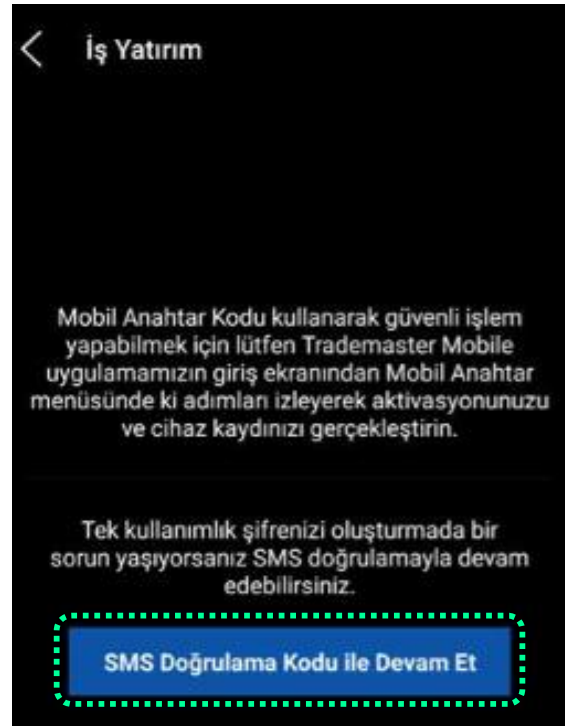 İş Yatırım
Mobil Anahtar Kodu kullanarak güvenli işlem
yapabilmek için lütfen Trademaster Mobile
uygulamamızın giriş ekranından Mobil Anahtar
menüsünde ki adımları izleyerek aktivasyonunuzu
ve cihaz kaydınızı gerçekleştirin.
Tek kullanımlık şifrenizi oluşturmada bir
sorun yaşıyorsanız SMS doğrulamayla devam
edebilirsiniz.
SMS Doğrulama Kodu ile Devam Et